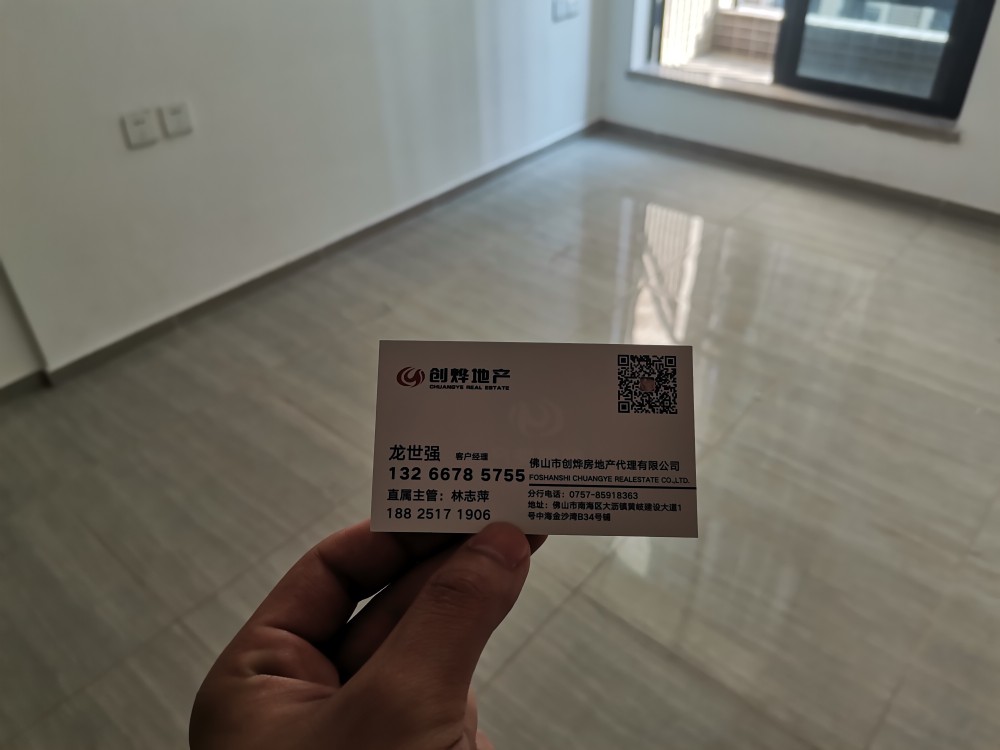 创烨地产
CHUANGYE REAL ESTATE
龙世强 客户经理
132 6678 5755
直属主管：林志萍
188 2517 1906
佛山市创烨房地产代理有限公司
FOSHANSHI CHUANGYE REALESTATE CO.,LTD.
分行电话：0757-85918363
地址：佛山市南海区大沥镇黄岐建设大道1
号中海金沙湾B34号铺